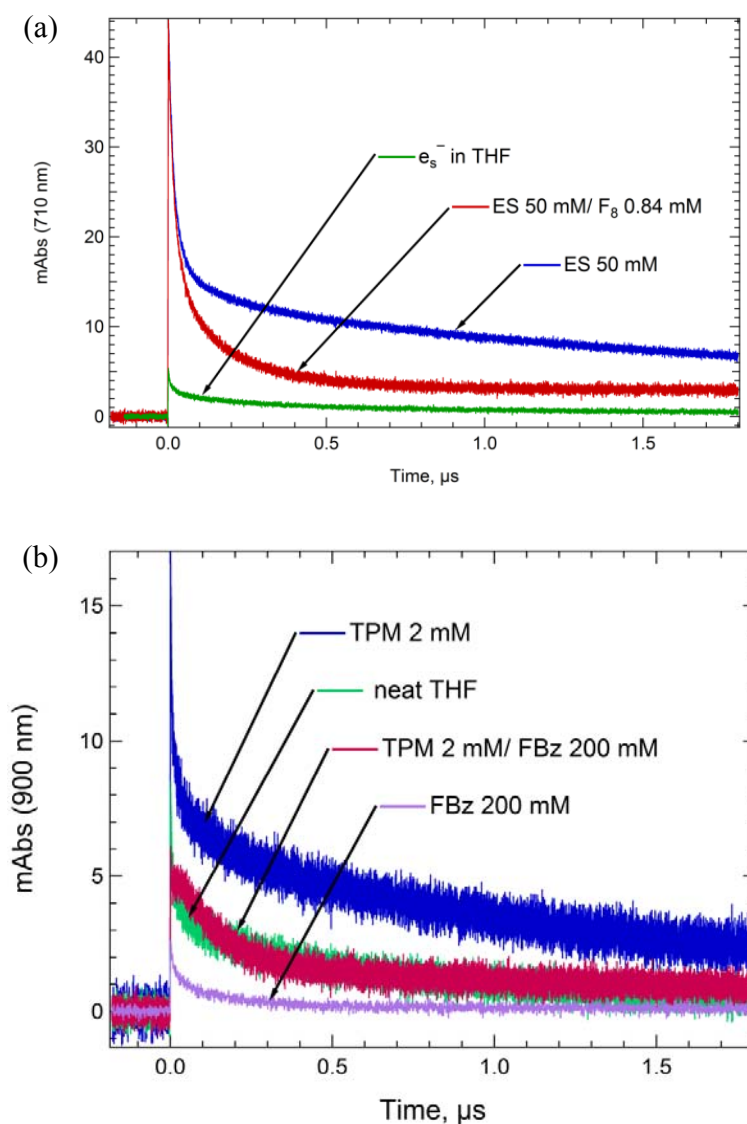 (a)
40
30
20
10
0
mAbs (710 nm)
eₛ⁻ in THF
ES 50 mM/ F₈ 0.84 mM
ES 50 mM
0.0 0.5 1.0 1.5
Time, µs
(b)
15
10
5
0
mAbs (900 nm)
TPM 2 mM
neat THF
TPM 2 mM/ FBz 200 mM
FBz 200 mM
0.0 0.5 1.0 1.5
Time, µs